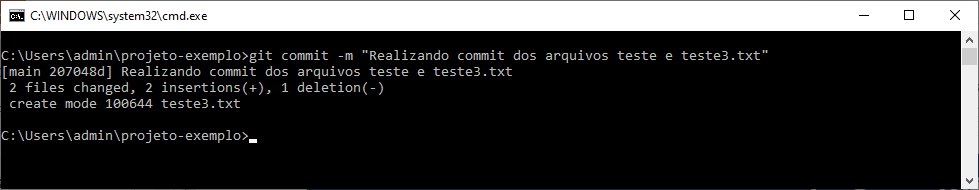 C:\WINDOWS\system32\cmd.exe
C:\Users\admin\projeto-exemplo>git commit -m "Realizando commit dos arquivos teste e teste3.txt"
[main 207048d] Realizando commit dos arquivos teste e teste3.txt
 2 files changed, 2 insertions(+), 1 deletion(-)
 create mode 100644 teste3.txt
C:\Users\admin\projeto-exemplo>